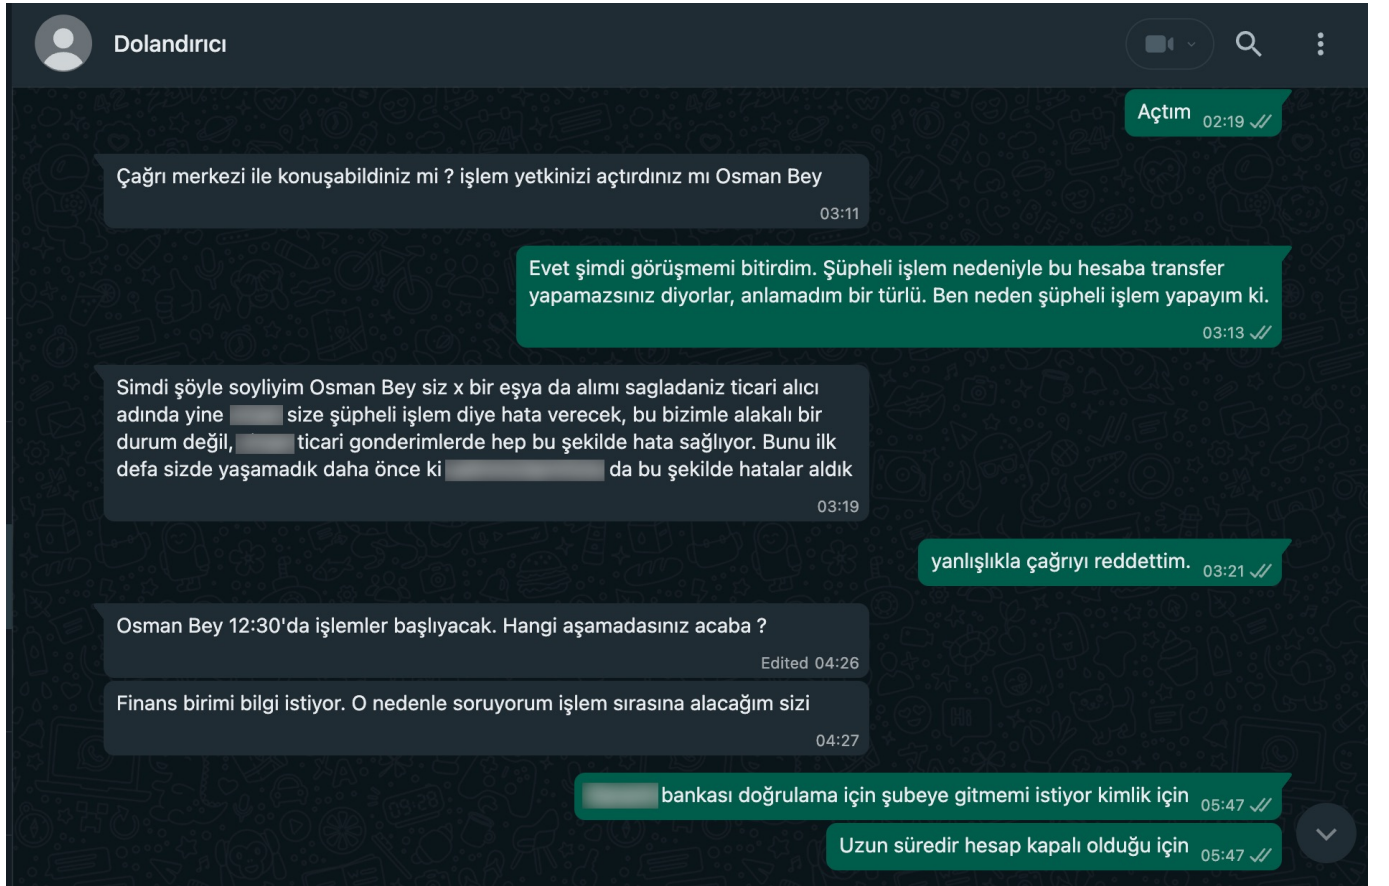 Dolandırıcı
Açtım 02:19
Çağrı merkezi ile konuşabildiniz mi ? işlem yetkinizi açtırdınız mı Osman Bey
03:11
Evet şimdi görüşmemi bitirdim. Şüpheli işlem nedeniyle bu hesaba transfer
yapamazsınız diyorlar, anlamadım bir türlü. Ben neden şüpheli işlem yapayım ki.
03:13
Simdi şöyle soyliyim Osman Bey siz x bir eşya da alımı sagladaniz ticari alıcı
adında yine size şüpheli işlem diye hata verecek, bu bizimle alakalı bir
durum değil, ticari gonderimlerde hep bu şekilde hata sağlıyor. Bunu ilk
defa sizde yaşamadık daha önce ki da bu şekilde hatalar aldık
03:19
yanlışlıkla çağrıyı reddettim. 03:21
Osman Bey 12:30'da işlemler başlıyacak. Hangi aşamadasınız acaba ?
Edited 04:26
Finans birimi bilgi istiyor. O nedenle soruyorum işlem sırasına alacağım sizi
04:27
bankası doğrulama için şubeye gitmemi istiyor kimlik için 05:47
Uzun süredir hesap kapalı olduğu için 05:47